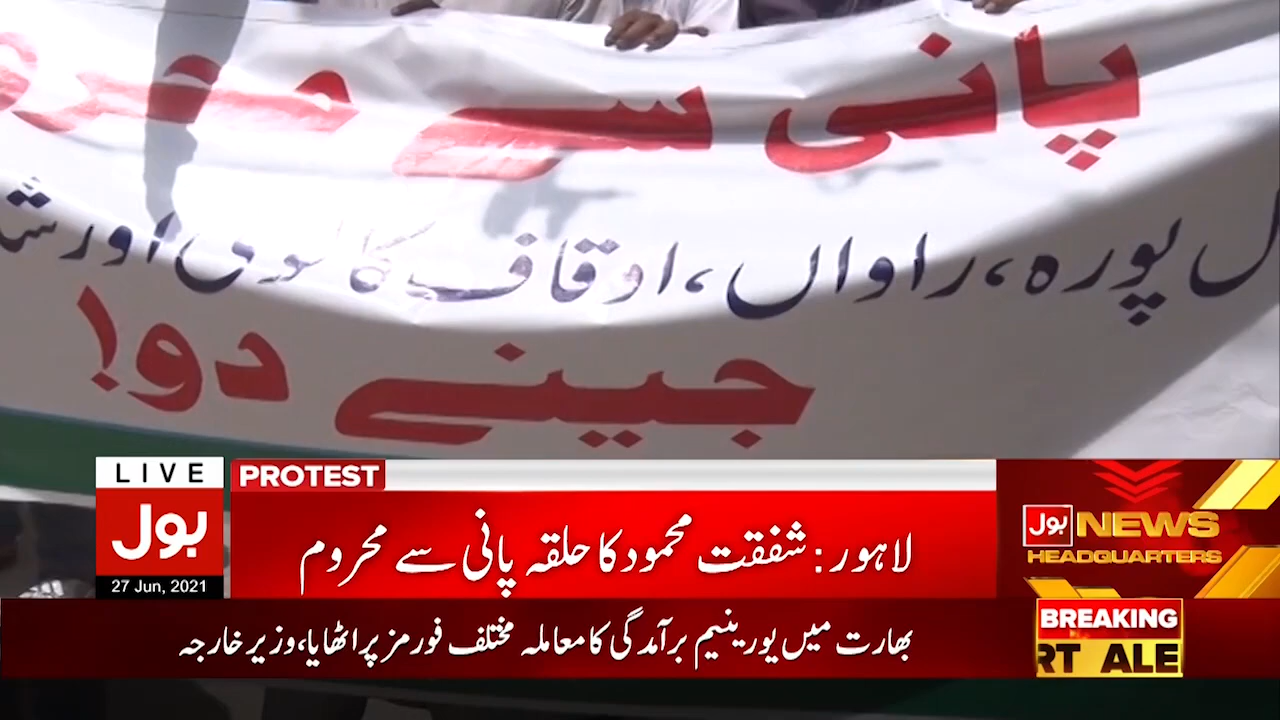 پانی سے محرو
ل پورہ، راواں، اوقاف کالونی اور شا
جینے دو!
LIVE
PROTEST
بول
لاہور: شفقت محمود کا حلقہ پانی سے محروم
27 Jun, 2021
بول NEWS
HEADQUARTERS
بھارت میں یورینیم برآمدگی کا معاملہ مختلف فورمز پر اٹھایا، وزیر خارجہ
BREAKING
RT ALE